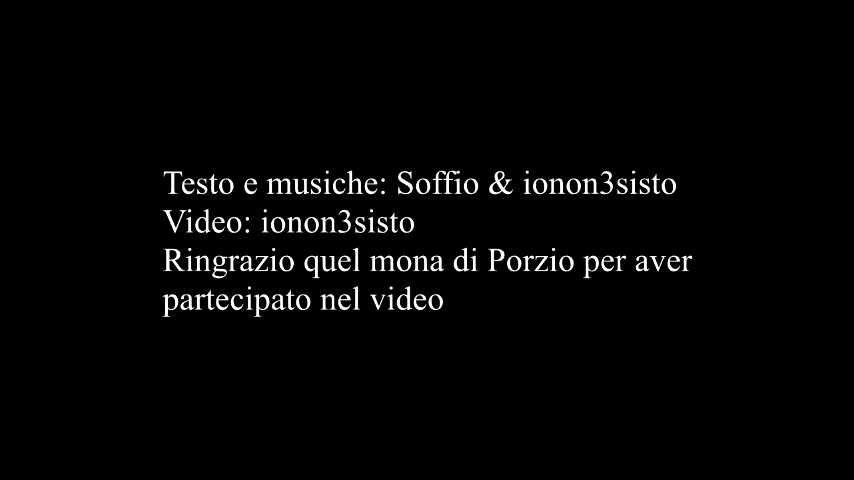 Testo e musiche: Soffio & ionon3sisto
Video: ionon3sisto
Ringrazio quel mona di Porzio per aver
partecipato nel video